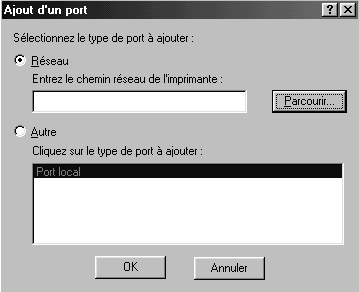 Ajout d'un port
Sélectionnez le type de port à ajouter :
Réseau
Entrez le chemin réseau de l'imprimante :
Parcourir...
Autre
Cliquez sur le type de port à ajouter :
Port local
OK
Annuler